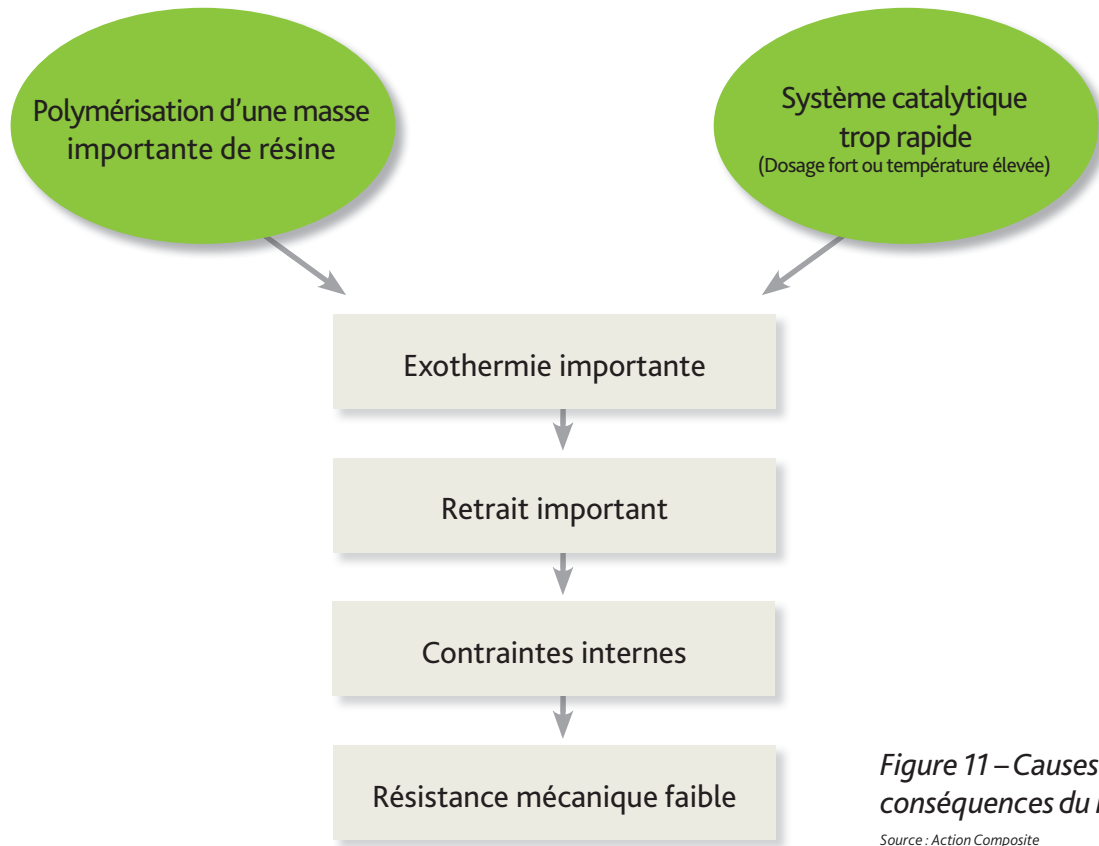 Polymérisation d'une masse
importante de résine
Système catalytique
trop rapide
(Dosage fort ou température élevée)
Exothermie importante
Retrait important
Contraintes internes
Résistance mécanique faible
Figure 11 – Causes
conséquences du
Source : Action Composite